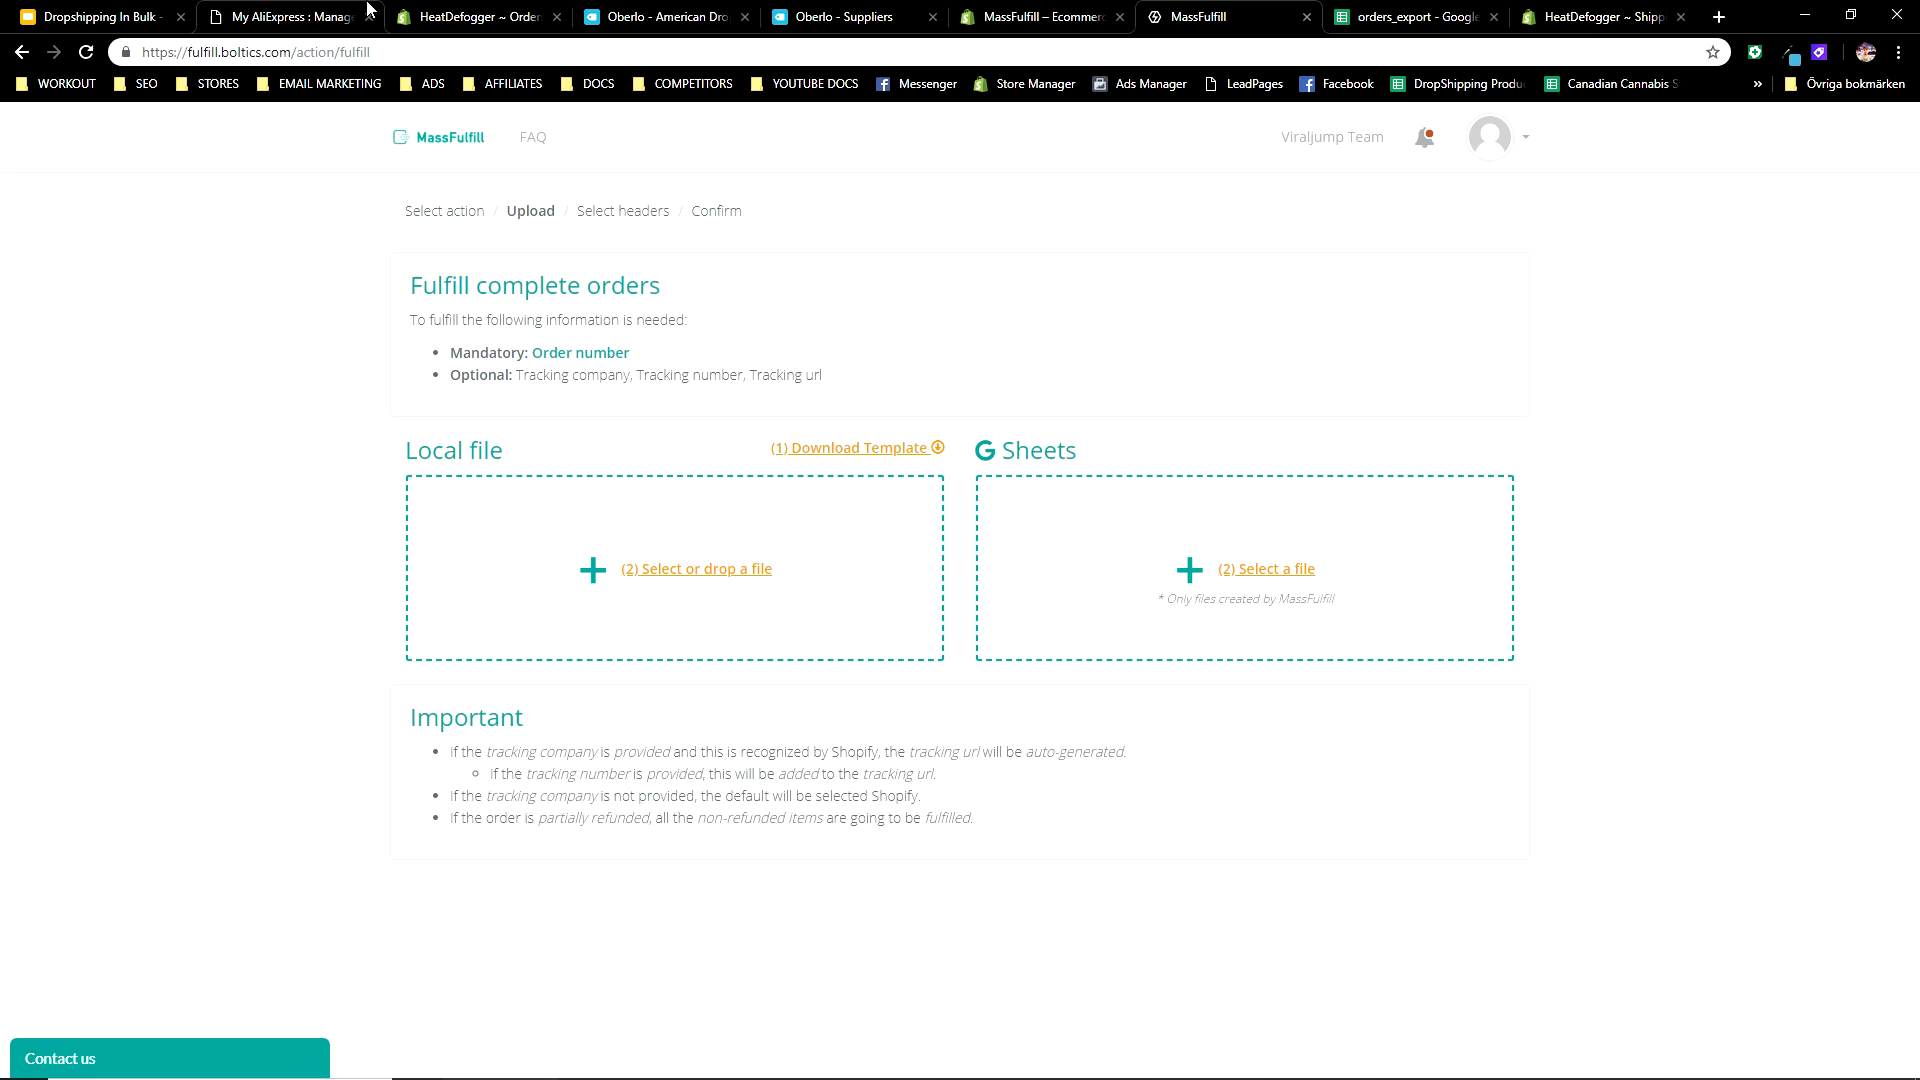 Dropshipping In Bulk -
My AliExpress : Manage
HeatDefogger ~ Orders
Oberlo - American Dro
Oberlo - Suppliers
MassFulfill – Ecommerc
MassFulfill
orders_export - Google
HeatDefogger ~ Shipp
https://fulfill.boltics.com/action/fulfill
WORKOUT
SEO
STORES
EMAIL MARKETING
ADS
AFFILIATES
DOCS
COMPETITORS
YOUTUBE DOCS
Messenger
Store Manager
Ads Manager
LeadPages
Facebook
DropShipping Produ
Canadian Cannabis S
»
Övriga bokmärken
MassFulfill
FAQ
Viraljump Team
Select action / Upload / Select headers / Confirm
Fulfill complete orders
To fulfill the following information is needed:
• Mandatory: Order number
• Optional: Tracking company, Tracking number, Tracking url
Local file
(1) Download Template
(2) Select or drop a file
G Sheets
(2) Select a file
* Only files created by MassFulfill
Important
• If the tracking company is provided and this is recognized by Shopify, the tracking url will be auto-generated.
○ If the tracking number is provided, this will be added to the tracking url.
• If the tracking company is not provided, the default will be selected Shopify.
• If the order is partially refunded, all the non-refunded items are going to be fulfilled.
Contact us